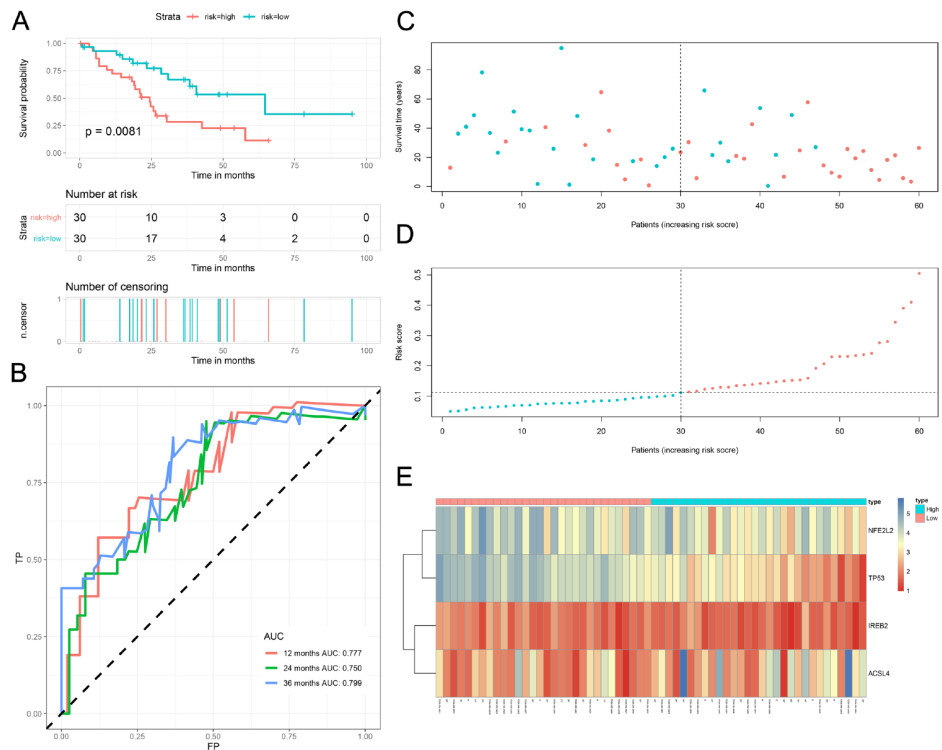 A
Strata risk=high risk=low
Survival probability
1.00
0.75
0.50
0.25
0.00
p = 0.0081
0 25 50 75 100
Time in months
Number at risk
Strata
risk=high 30 10 3 0 0
risk=low 30 17 4 2 0
0 25 50 75 100
Time in months
Number of censoring
n.censor
1
0
0 25 50 75 100
Time in months
B
TP
1.00
0.75
0.50
0.25
0.00
AUC
12 months AUC: 0.777
24 months AUC: 0.750
36 months AUC: 0.799
0.00 0.25 0.50 0.75 1.00
FP
C
Survival time (years)
80
60
40
20
0
0 10 20 30 40 50 60
Patients (increasing risk socre)
D
Risk score
0.5
0.4
0.3
0.2
0.1
0 10 20 30 40 50 60
Patients (increasing risk socre)
E
type
NFE2L2
TP53
IREB2
ACSL4
5
4
3
2
1
type
High
Low